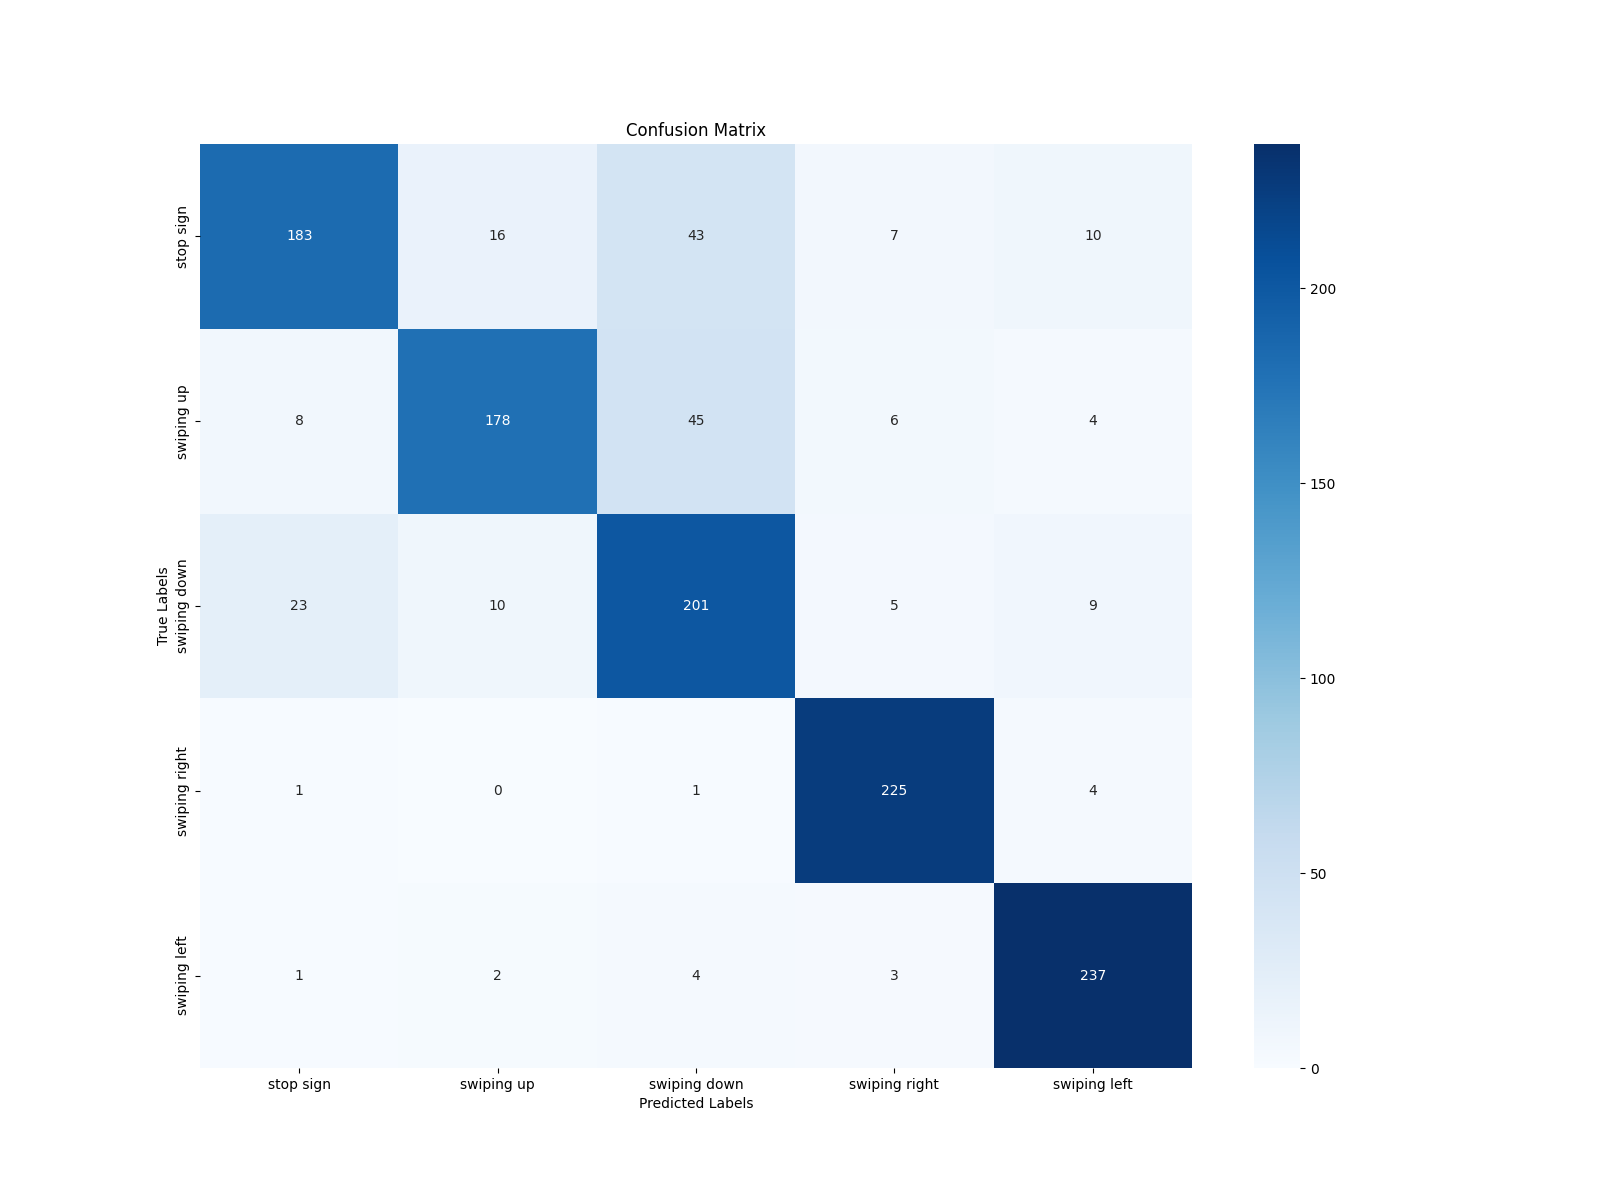 Confusion Matrix
True Labels
stop sign
183 16 43 7 10
swiping up
8 178 45 6 4
swiping down
23 10 201 5 9
swiping right
1 0 1 225 4
swiping left
1 2 4 3 237
stop sign swiping up swiping down swiping right swiping left
Predicted Labels
200
150
100
50
0